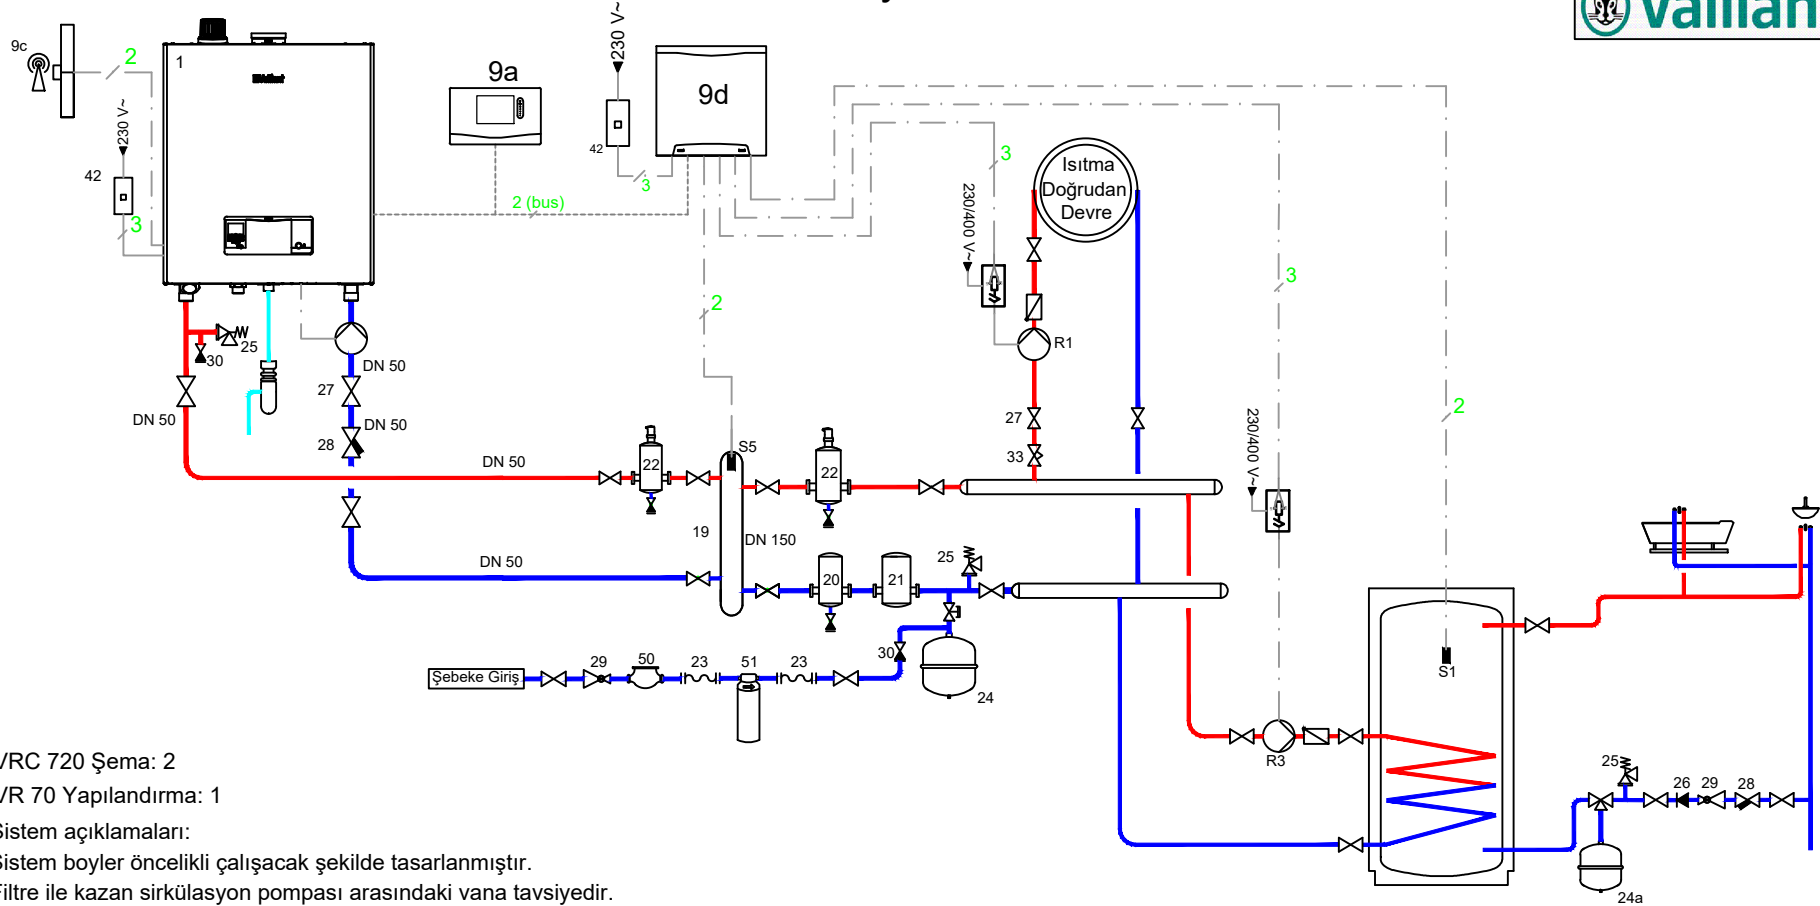 Vaillan
9c
2
1
Vaillant
230 V~
42
3
9a
230 V~
42
3
9d
2 (bus)
2
3
Isıtma
Doğrudan
Devre
230/400 V~
R1
3
2
230/400 V~
30
25
DN 50
27
DN 50
DN 50
28
DN 50
22
S5
22
27
33
19
DN 150
DN 50
20
21
25
Şebeke Giriş
29
50
23
51
23
30
24
S1
R3
25
26
29
28
24a
VRC 720 Şema: 2
VR 70 Yapılandırma: 1
Sistem açıklamaları:
Sistem boyler öncelikli çalışacak şekilde tasarlanmıştır.
Filtre ile kazan sirkülasyon pompası arasındaki vana tavsiyedir.